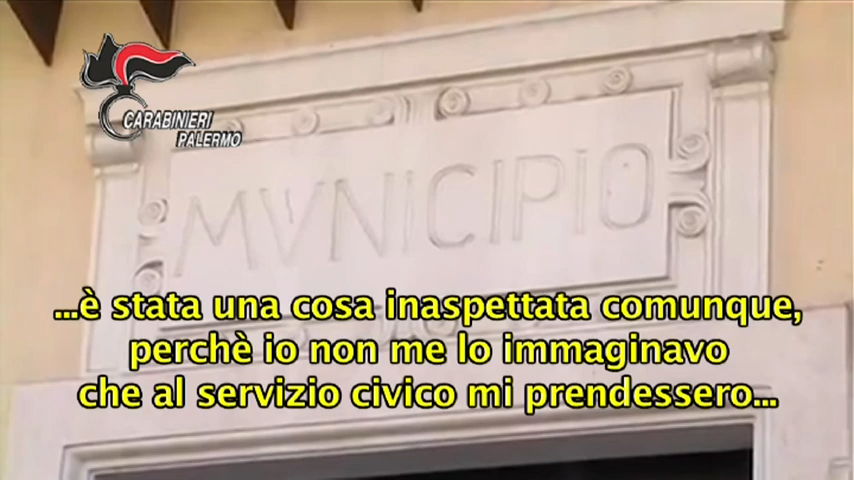 CARABINIERI
PALERMO
MVNICIPIO
...è stata una cosa inaspettata comunque,
perchè io non me lo immaginavo
che al servizio civico mi prendessero...